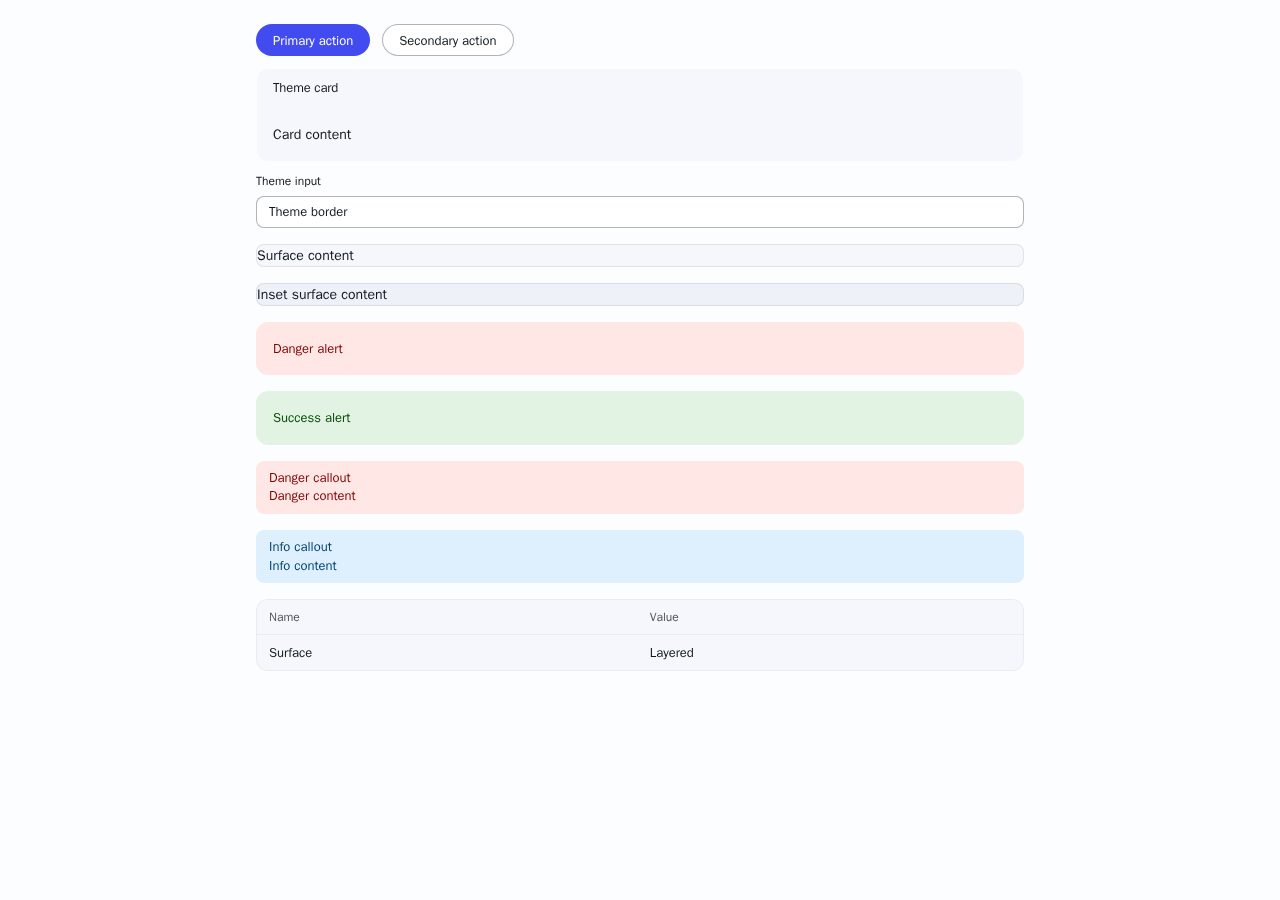 Primary action
Secondary action
Theme card
Card content
Theme input
Theme border
Surface content
Inset surface content
Danger alert
Success alert
Danger callout
Danger content
Info callout
Info content
Name Value
Surface Layered